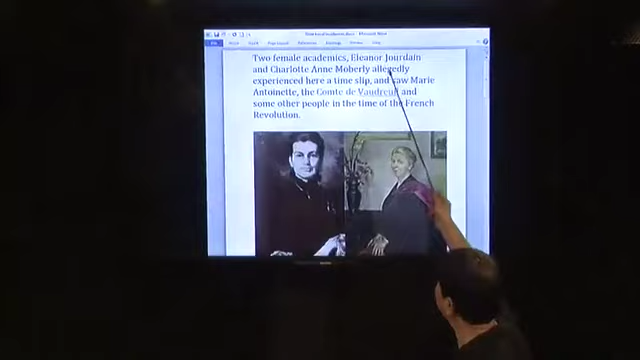 Two female academics, Eleanor Jourdain
and Charlotte Anne Moberly allegedly
experienced here a time slip, and saw Marie
Antoinette, the Comte de Vaudreuil and
some other people in the time of the French
Revolution.